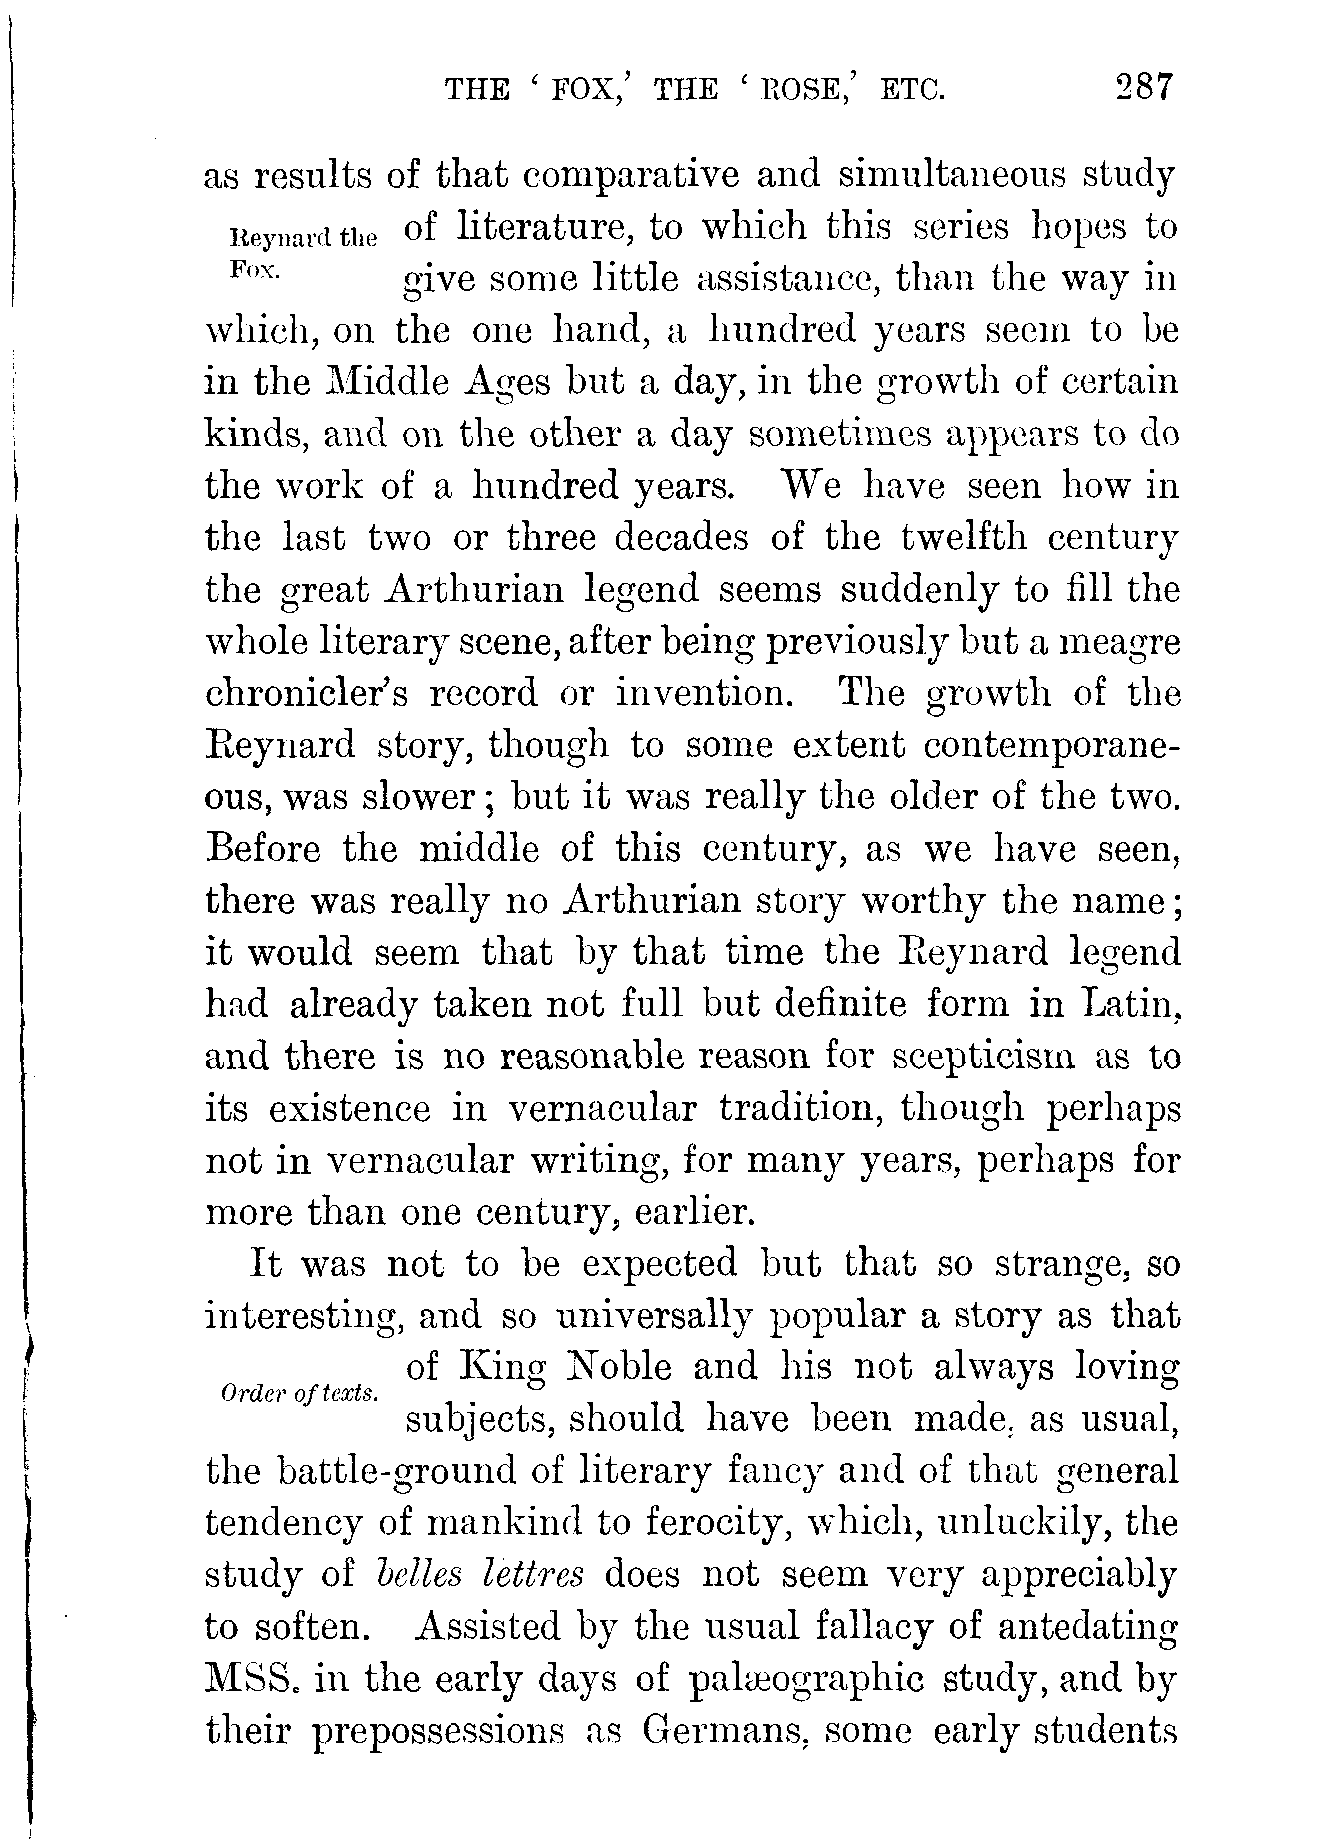 THE ‘ FOX,’ THE ‘ ROSE,’ ETC. 287
as results of that comparative and simultaneous study
Reynard the
Fox.
of literature, to which this series hopes to
give some little assistance, than the way in
which, on the one hand, a hundred years seem to be
in the Middle Ages but a day, in the growth of certain
kinds, and on the other a day sometimes appears to do
the work of a hundred years. We have seen how in
the last two or three decades of the twelfth century
the great Arthurian legend seems suddenly to fill the
whole literary scene, after being previously but a meagre
chronicler’s record or invention. The growth of the
Reynard story, though to some extent contemporane-
ous, was slower; but it was really the older of the two.
Before the middle of this century, as we have seen,
there was really no Arthurian story worthy the name;
it would seem that by that time the Reynard legend
had already taken not full but definite form in Latin,
and there is no reasonable reason for scepticism as to
its existence in vernacular tradition, though perhaps
not in vernacular writing, for many years, perhaps for
more than one century, earlier.
It was not to be expected but that so strange, so
interesting, and so universally popular a story as that
Order of texts.
of King Noble and his not always loving
subjects, should have been made, as usual,
the battle-ground of literary fancy and of that general
tendency of mankind to ferocity, which, unluckily, the
study of belles lettres does not seem very appreciably
to soften. Assisted by the usual fallacy of antedating
MSS. in the early days of palæographic study, and by
their prepossessions as Germans, some early students